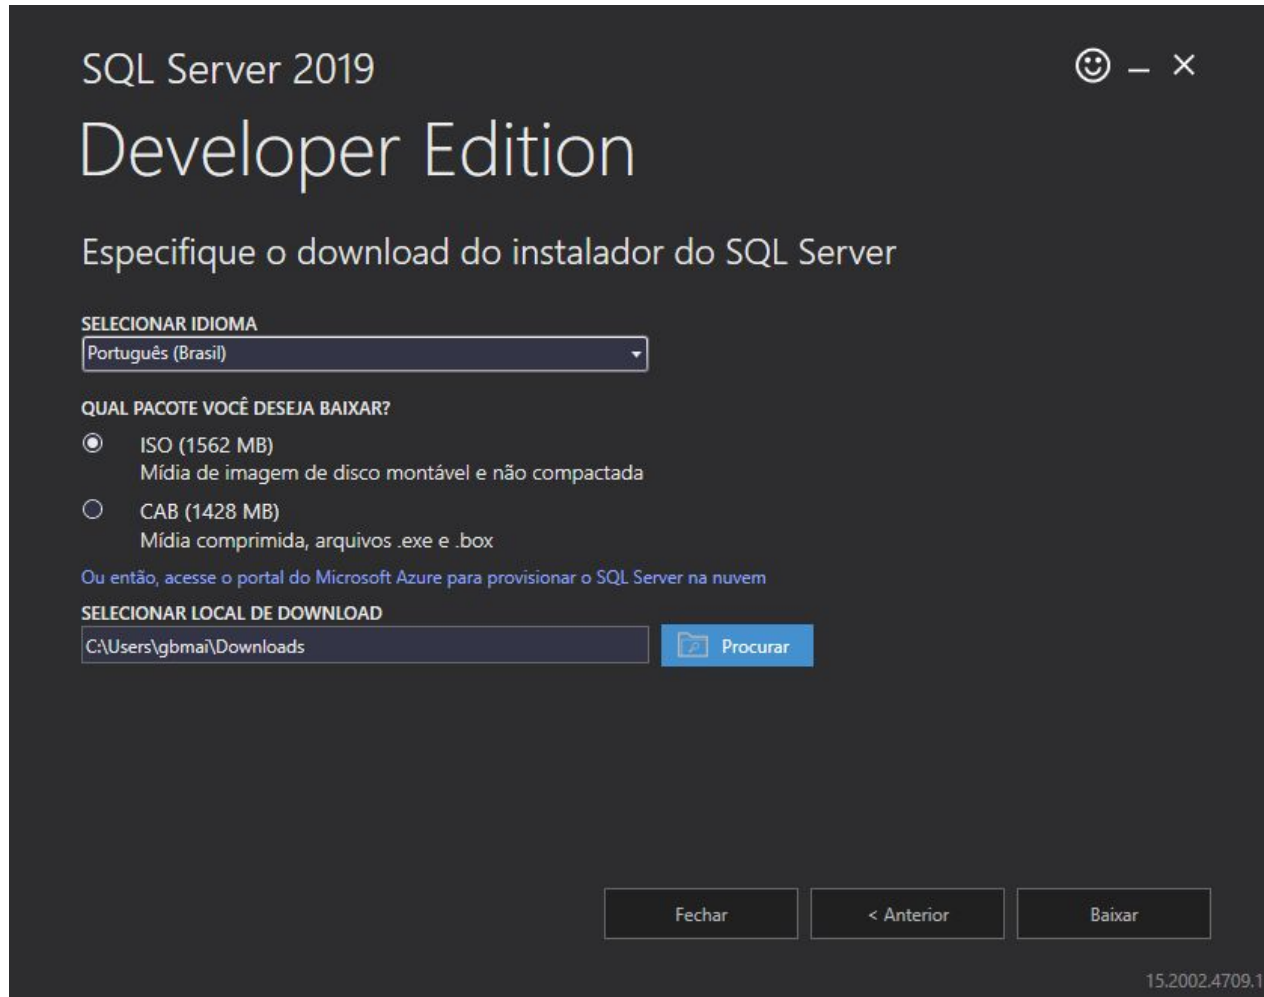 SQL Server 2019
Developer Edition
Especifique o download do instalador do SQL Server
SELECIONAR IDIOMA
Português (Brasil)
QUAL PACOTE VOCÊ DESEJA BAIXAR?
ISO (1562 MB)
Mídia de imagem de disco montável e não compactada
CAB (1428 MB)
Mídia comprimida, arquivos .exe e .box
Ou então, acesse o portal do Microsoft Azure para provisionar o SQL Server na nuvem
SELECIONAR LOCAL DE DOWNLOAD
C:\Users\gbmai\Downloads
Procurar
Fechar
< Anterior
Baixar
15.2002.4709.1